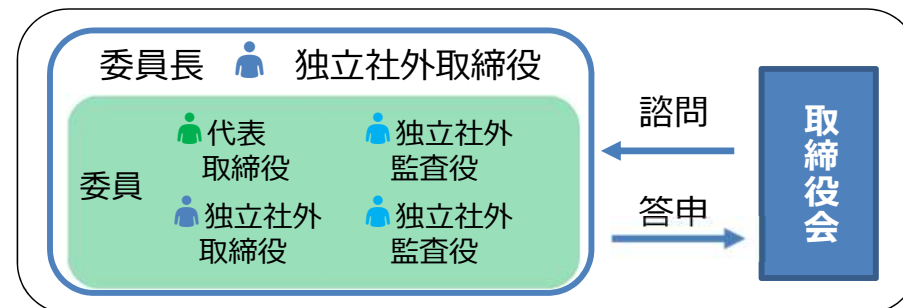 委員長 独立社外取締役
委員
代表
取締役
独立社外
監査役
独立社外
取締役
独立社外
監査役
諮問
答申
取締役会